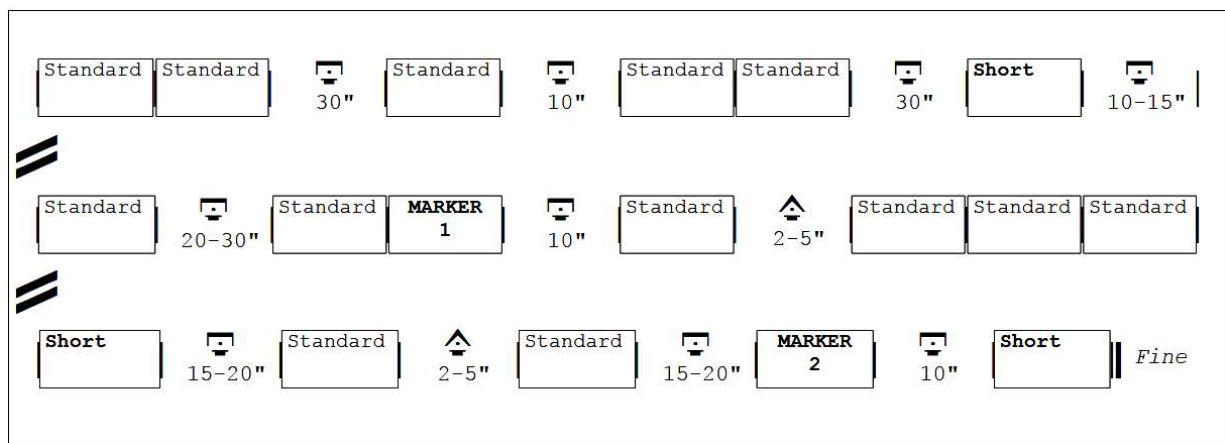 Standard Standard 30" Standard 10" Standard Standard 30" Short 10-15"
Standard 20-30" Standard MARKER 1 10" Standard 2-5" Standard Standard Standard
Short 15-20" Standard 2-5" Standard 15-20" MARKER 2 10" Short Fine